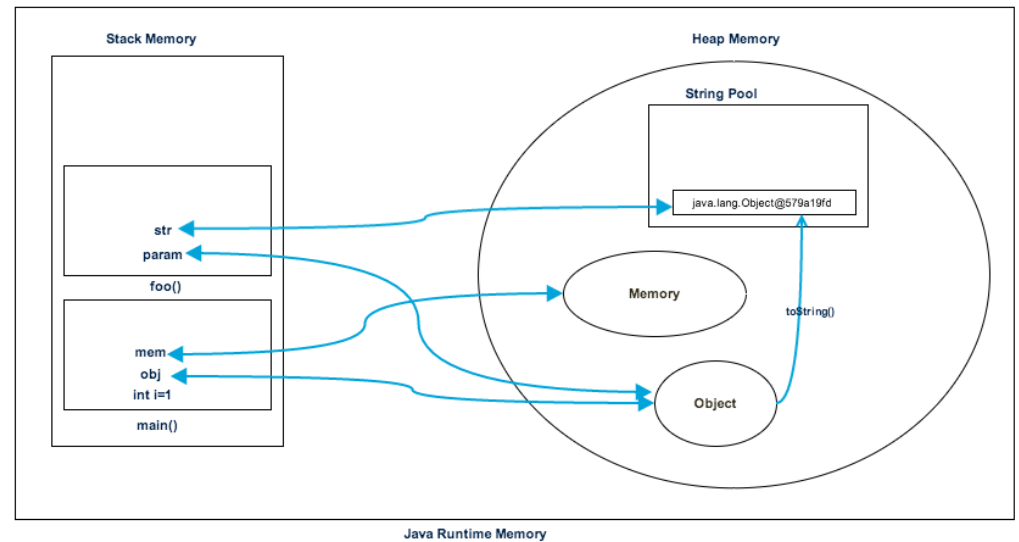 Stack Memory
Heap Memory
String Pool
java.lang.Object@579a19fd
str
param
foo()
Memory
toString()
mem
obj
int i=1
main()
Object
Java Runtime Memory